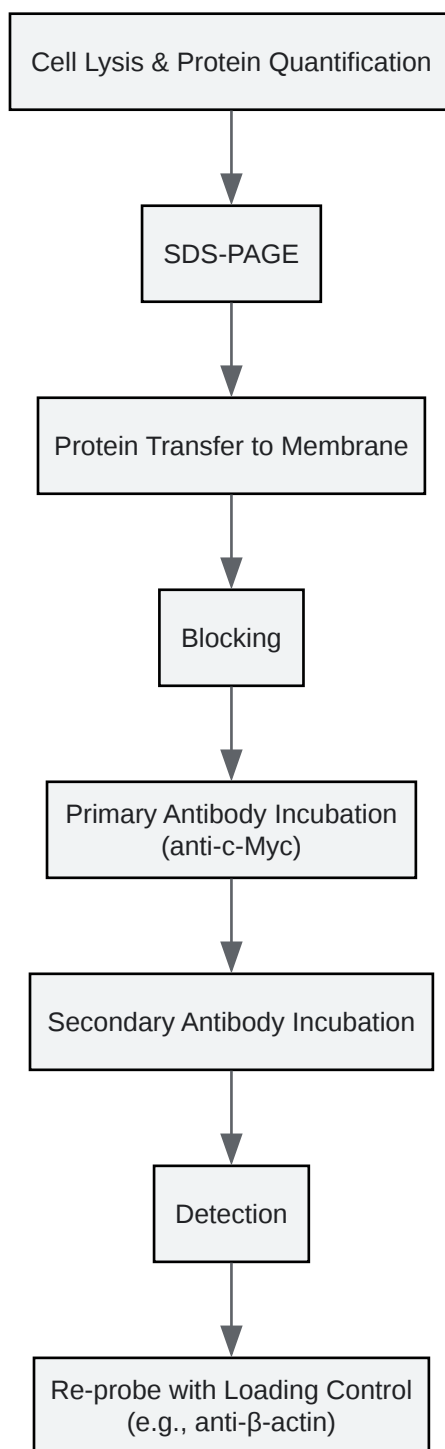 Cell Lysis & Protein Quantification
SDS-PAGE
Protein Transfer to Membrane
Blocking
Primary Antibody Incubation
(anti-c-Myc)
Secondary Antibody Incubation
Detection
Re-probe with Loading Control
(e.g., anti-β-actin)